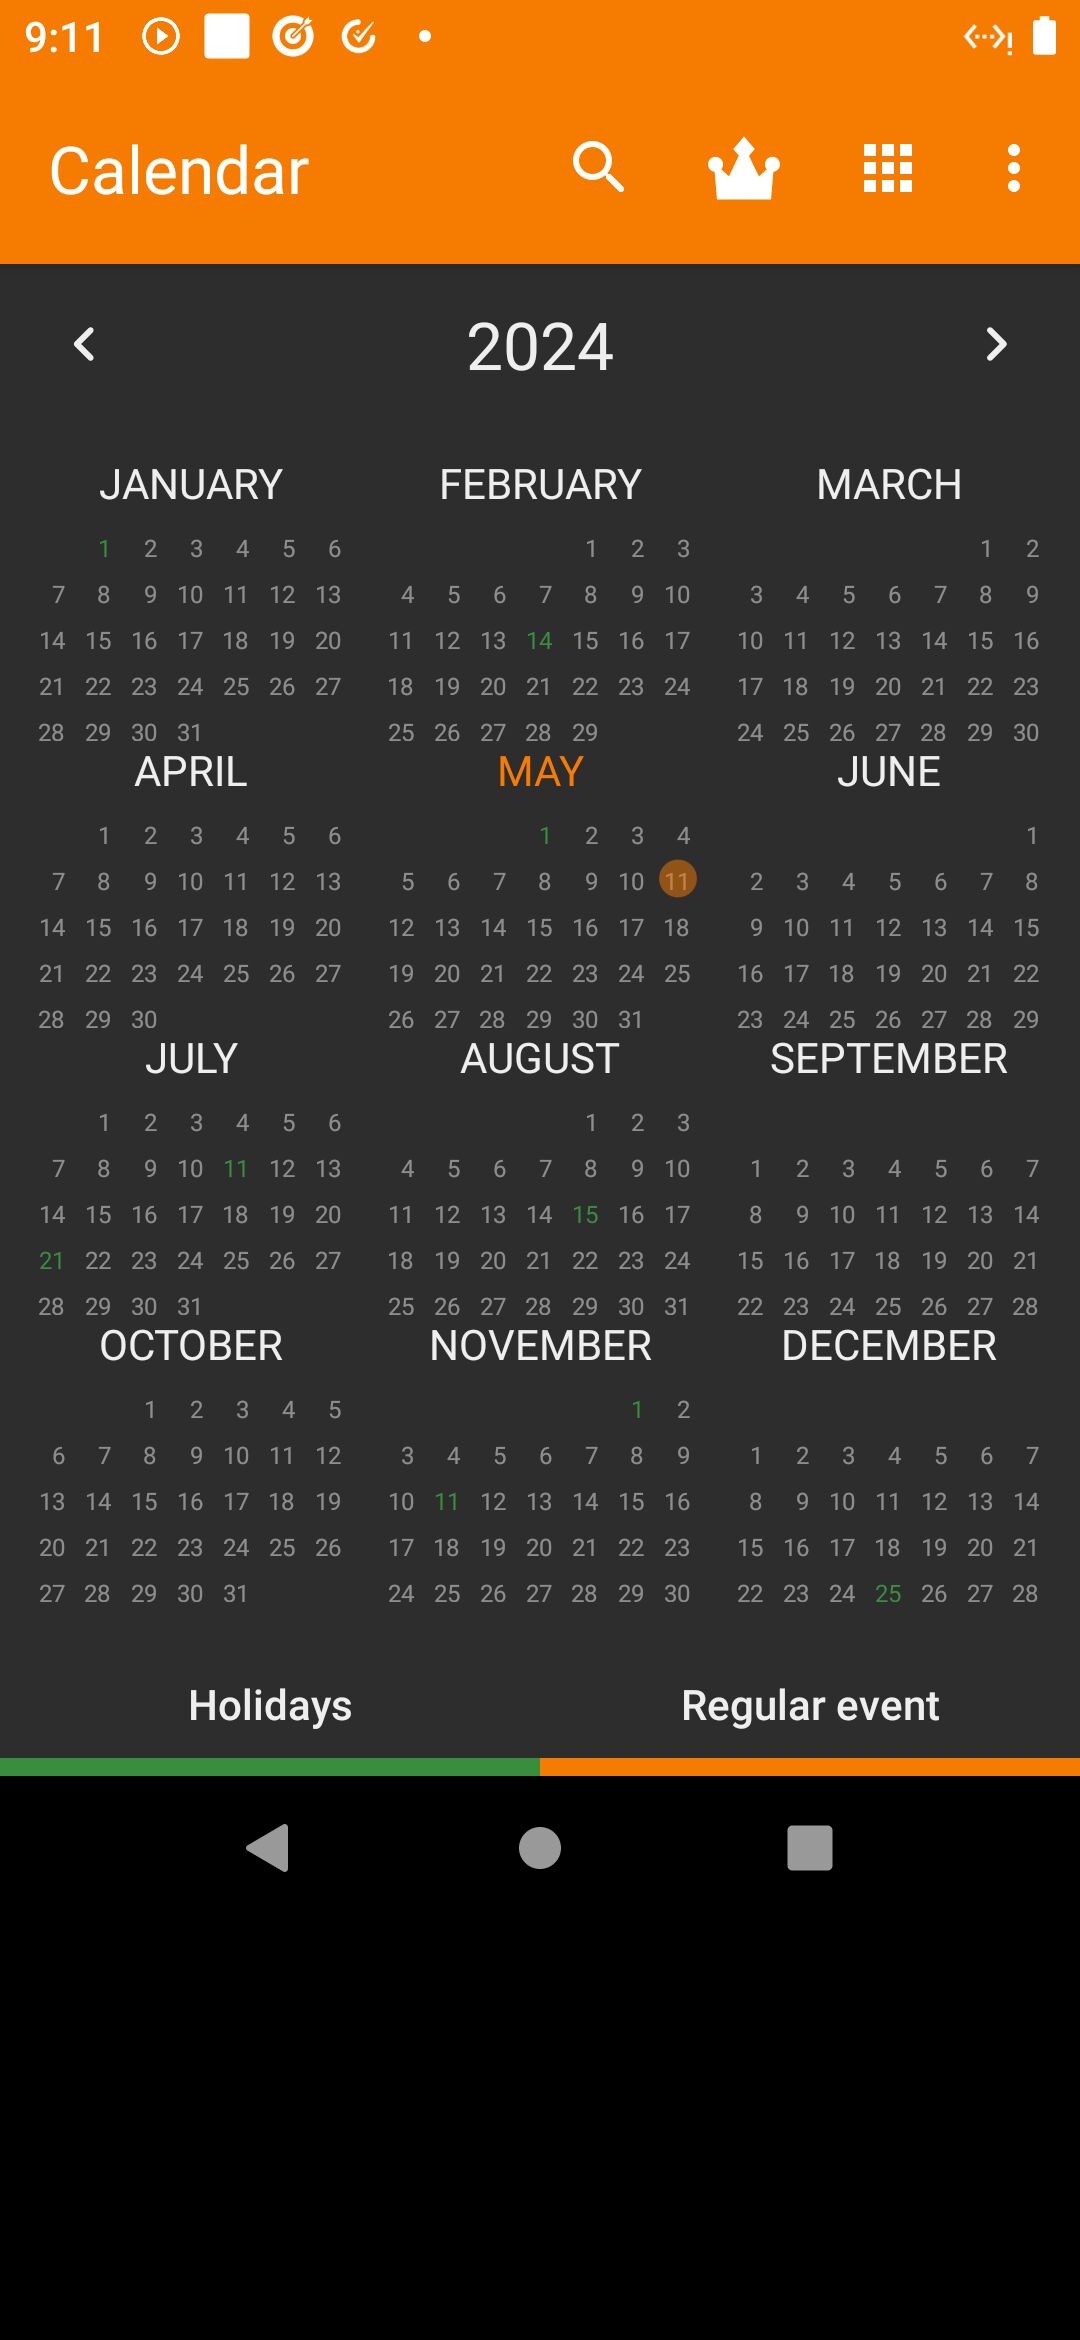 9:11
Calendar
2024
JANUARY FEBRUARY MARCH
1 2 3 4 5 6 1 2 3 1 2
7 8 9 10 11 12 13 4 5 6 7 8 9 10 3 4 5 6 7 8 9
14 15 16 17 18 19 20 11 12 13 14 15 16 17 10 11 12 13 14 15 16
21 22 23 24 25 26 27 18 19 20 21 22 23 24 17 18 19 20 21 22 23
28 29 30 31 25 26 27 28 29 24 25 26 27 28 29 30
APRIL MAY JUNE
1 2 3 4 5 6 1 2 3 4 1
7 8 9 10 11 12 13 5 6 7 8 9 10 11 2 3 4 5 6 7 8
14 15 16 17 18 19 20 12 13 14 15 16 17 18 9 10 11 12 13 14 15
21 22 23 24 25 26 27 19 20 21 22 23 24 25 16 17 18 19 20 21 22
28 29 30 26 27 28 29 30 31 23 24 25 26 27 28 29
JULY AUGUST SEPTEMBER
1 2 3 4 5 6 1 2 3
7 8 9 10 11 12 13 4 5 6 7 8 9 10 1 2 3 4 5 6 7
14 15 16 17 18 19 20 11 12 13 14 15 16 17 8 9 10 11 12 13 14
21 22 23 24 25 26 27 18 19 20 21 22 23 24 15 16 17 18 19 20 21
28 29 30 31 25 26 27 28 29 30 31 22 23 24 25 26 27 28
OCTOBER NOVEMBER DECEMBER
1 2 3 4 5 1 2
6 7 8 9 10 11 12 3 4 5 6 7 8 9 1 2 3 4 5 6 7
13 14 15 16 17 18 19 10 11 12 13 14 15 16 8 9 10 11 12 13 14
20 21 22 23 24 25 26 17 18 19 20 21 22 23 15 16 17 18 19 20 21
27 28 29 30 31 24 25 26 27 28 29 30 22 23 24 25 26 27 28
Holidays Regular event